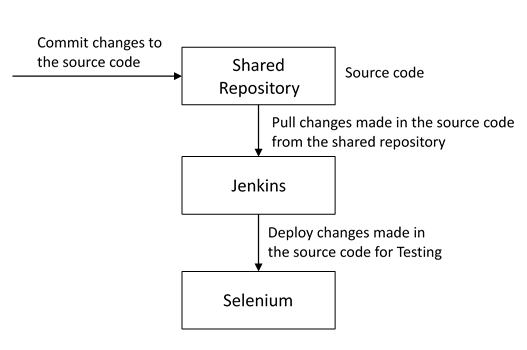 Commit changes to
the source code
Shared
Repository
Source code
Pull changes made in the source code
from the shared repository
Jenkins
Deploy changes made in
the source code for Testing
Selenium